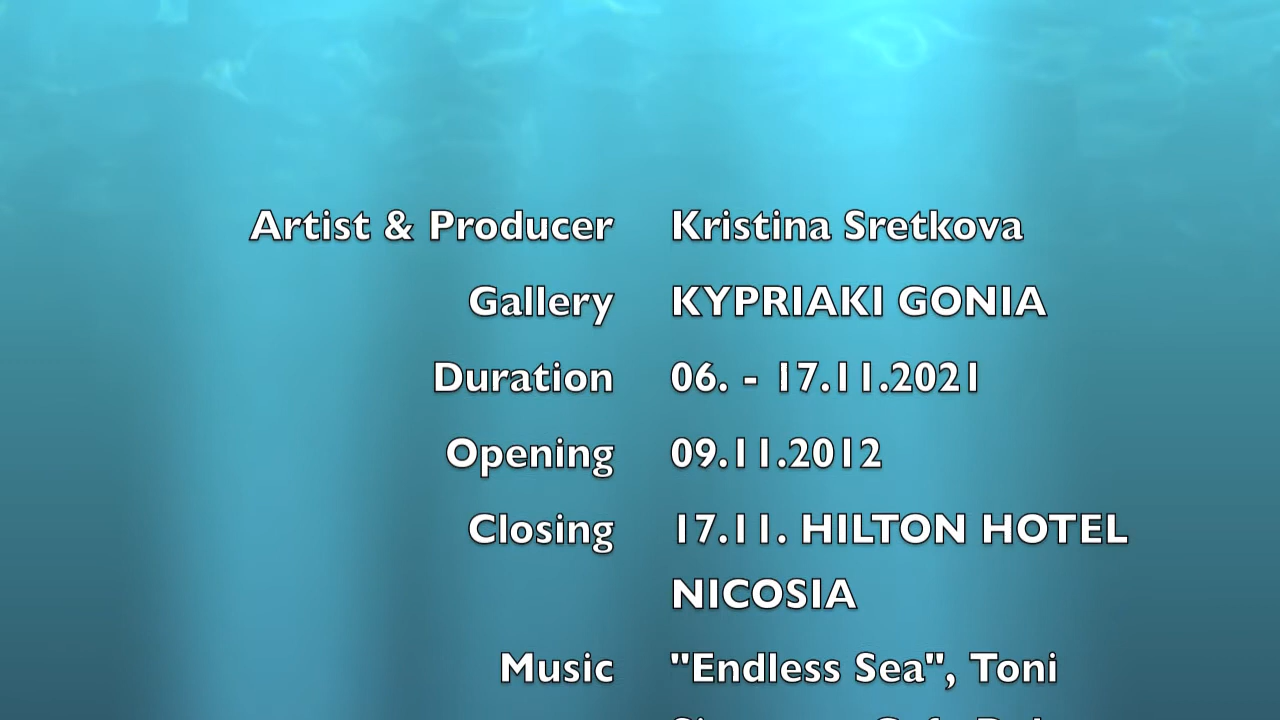 Artist & Producer Kristina Sretkova
Gallery KYPRIAKI GONIA
Duration 06. - 17.11.2021
Opening 09.11.2012
Closing 17.11. HILTON HOTEL
NICOSIA
Music "Endless Sea", Toni